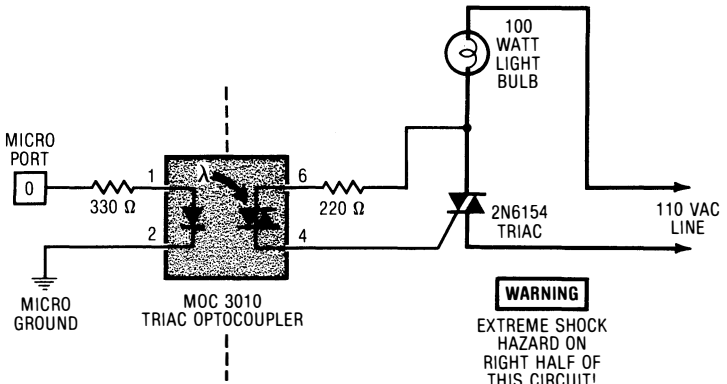 100
WATT
LIGHT
BULB
MICRO
PORT
0
330 Ω
1
2
λ
6
4
220 Ω
2N6154
TRIAC
110 VAC
LINE
MICRO
GROUND
MOC 3010
TRIAC OPTOCOUPLER
WARNING
EXTREME SHOCK
HAZARD ON
RIGHT HALF OF
THIS CIRCUIT!